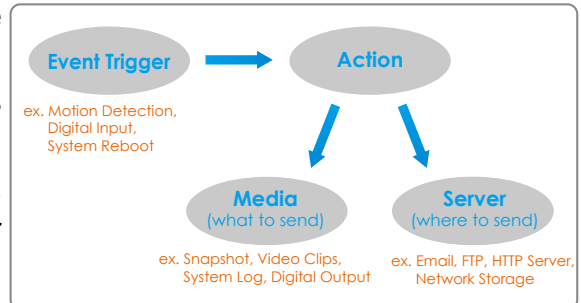 Event Trigger
Action
ex. Motion Detection,
Digital Input,
System Reboot
Media
(what to send)
Server
(where to send)
ex. Snapshot, Video Clips,
System Log, Digital Output
ex. Email, FTP, HTTP Server,
Network Storage